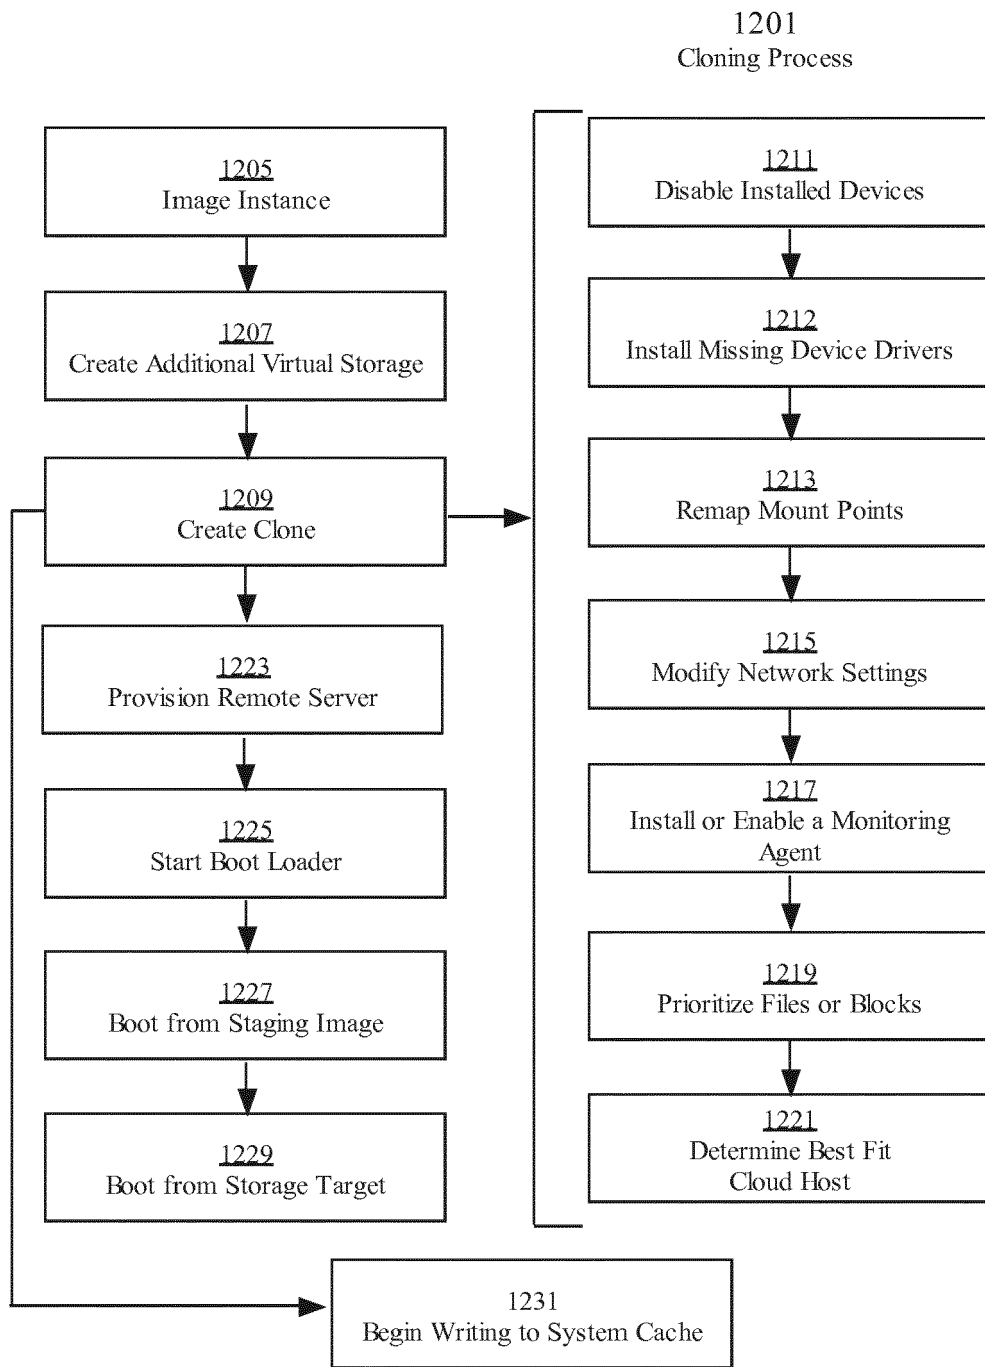 1201
Cloning Process
1205
Image Instance
1207
Create Additional Virtual Storage
1209
Create Clone
1223
Provision Remote Server
1225
Start Boot Loader
1227
Boot from Staging Image
1229
Boot from Storage Target
1211
Disable Installed Devices
1212
Install Missing Device Drivers
1213
Remap Mount Points
1215
Modify Network Settings
1217
Install or Enable a Monitoring
Agent
1219
Prioritize Files or Blocks
1221
Determine Best Fit
Cloud Host
1231
Begin Writing to System Cache